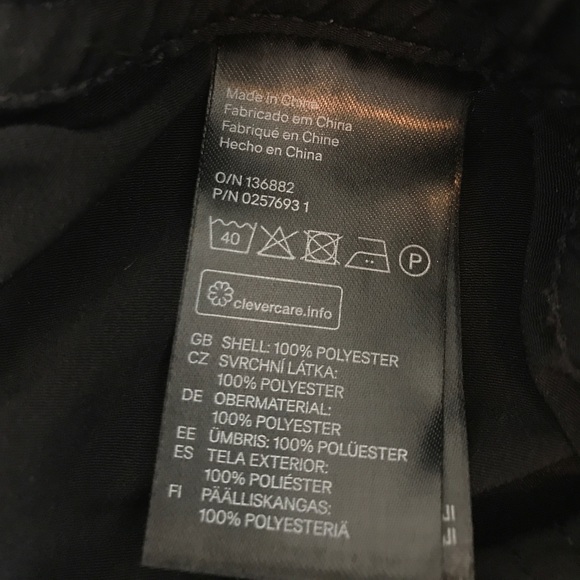 Made in China
Fabricado em China
Fabriqué en Chine
Hecho en China
O/N 136882
P/N 0257693 1
40
P
clevercare.info
GB SHELL: 100% POLYESTER
CZ SVRCHNÍ LÁTKA:
100% POLYESTER
DE OBERMATERIAL:
100% POLYESTER
EE ÜMBRIS: 100% POLÜESTER
ES TELA EXTERIOR:
100% POLIÉSTER
FI PÄÄLLISKANGAS:
100% POLYESTERIÄ